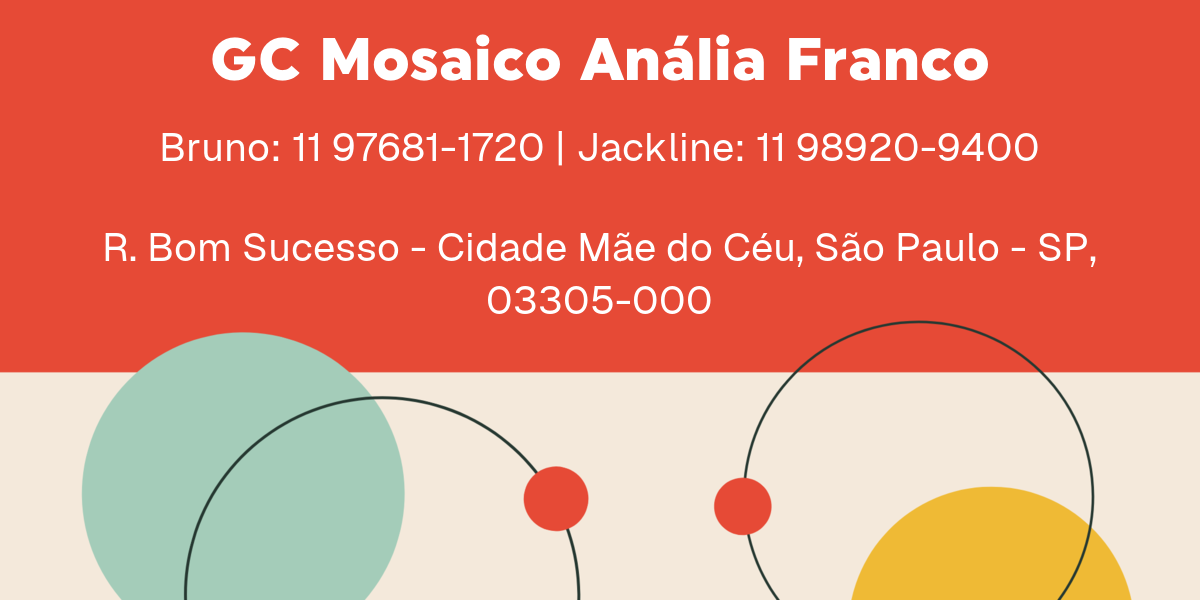 GC Mosaico Anália Franco
Bruno: 11 97681-1720 | Jackline: 11 98920-9400
R. Bom Sucesso - Cidade Mãe do Céu, São Paulo - SP,
03305-000